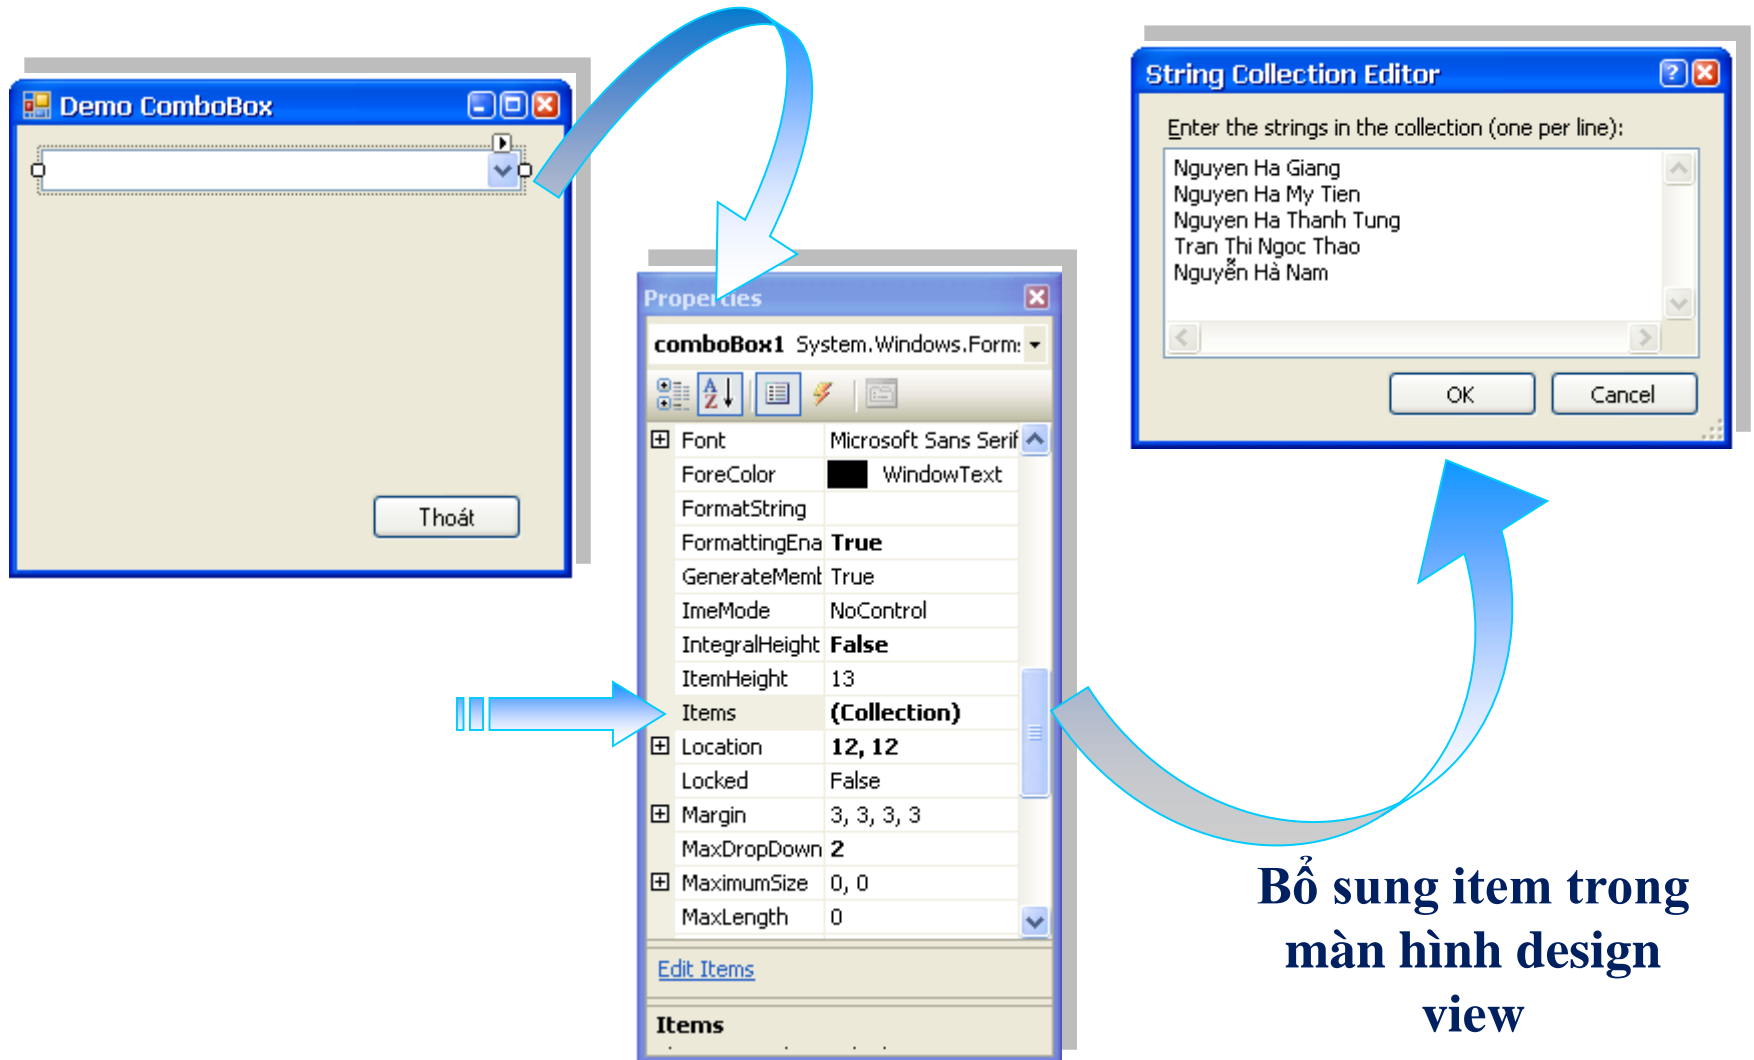 Demo ComboBox
Thoát
Properties
comboBox1 System.Windows.Form:
Font Microsoft Sans Serif
ForeColor WindowText
FormatString
FormattingEna True
GenerateMemb True
ImeMode NoControl
IntegralHeight False
ItemHeight 13
Items (Collection)
Location 12, 12
Locked False
Margin 3, 3, 3, 3
MaxDropDown 2
MaximumSize 0, 0
MaxLength 0
Edit Items
Items
String Collection Editor
Enter the strings in the collection (one per line):
Nguyen Ha Giang
Nguyen Ha My Tien
Nguyen Ha Thanh Tung
Tran Thi Ngoc Thao
Nguyễn Hà Nam
OK Cancel
Bổ sung item trong
màn hình design
view